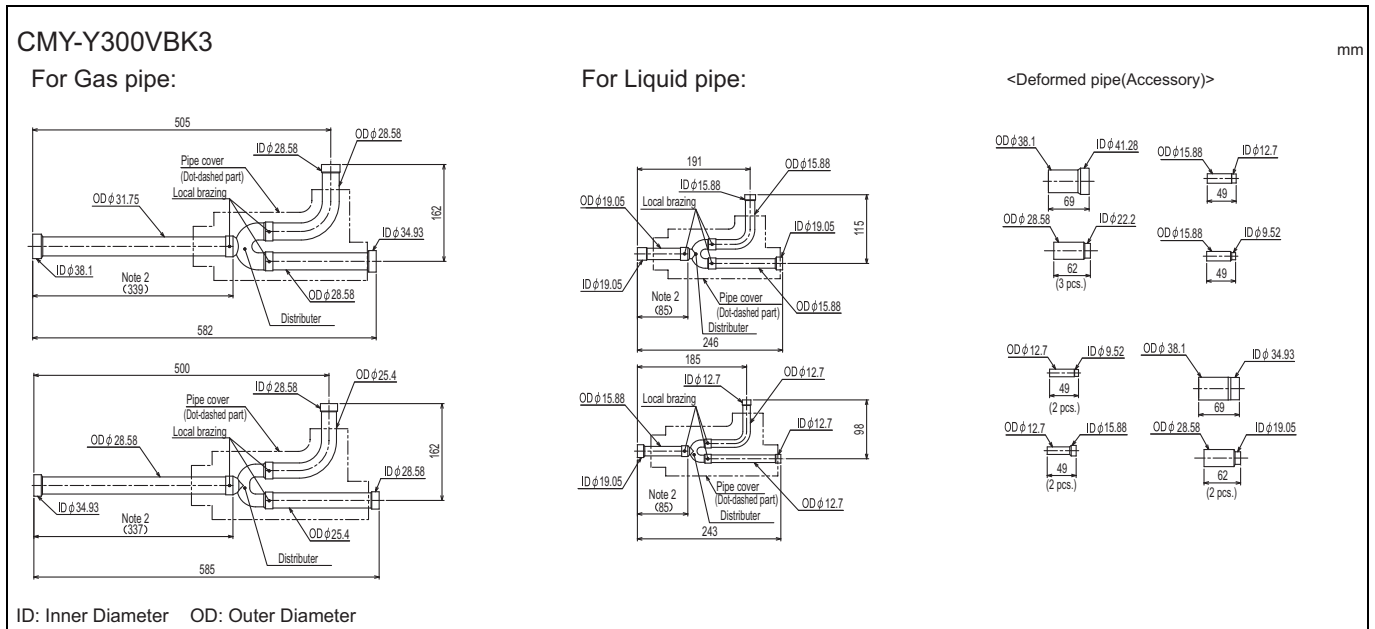 CMY-Y300VBK3
mm
For Gas pipe:
For Liquid pipe:
<Deformed pipe(Accessory)>
505
OD ϕ 28.58
ID ϕ 28.58
Pipe cover
(Dot-dashed part)
Local brazing
OD ϕ 31.75
162
ID ϕ 34.93
ID ϕ 38.1
Note 2
(339)
OD ϕ 28.58
Distributer
582
500
OD ϕ 25.4
ID ϕ 28.58
Pipe cover
(Dot-dashed part)
Local brazing
OD ϕ 28.58
162
ID ϕ 28.58
ID ϕ 34.93
Note 2
(337)
OD ϕ 25.4
Distributer
585
191
OD ϕ 15.88
ID ϕ 15.88
OD ϕ 19.05
Local brazing
115
ID ϕ 19.05
ID ϕ 19.05
Note 2
(85)
Pipe cover
(Dot-dashed part)
OD ϕ 15.88
Distributer
246
185
OD ϕ 12.7
ID ϕ 12.7
OD ϕ 15.88
Local brazing
98
ID ϕ 12.7
ID ϕ 19.05
Note 2
(85)
Pipe cover
(Dot-dashed part)
OD ϕ 12.7
Distributer
243
OD ϕ 38.1
ID ϕ 41.28
69
OD ϕ 15.88
ID ϕ 12.7
49
OD ϕ 28.58
ID ϕ 22.2
62
(3 pcs.)
OD ϕ 15.88
ID ϕ 9.52
49
OD ϕ 12.7
ID ϕ 9.52
49
(2 pcs.)
OD ϕ 38.1
ID ϕ 34.93
69
OD ϕ 12.7
ID ϕ 15.88
49
(2 pcs.)
OD ϕ 28.58
ID ϕ 19.05
62
(2 pcs.)
ID: Inner Diameter OD: Outer Diameter